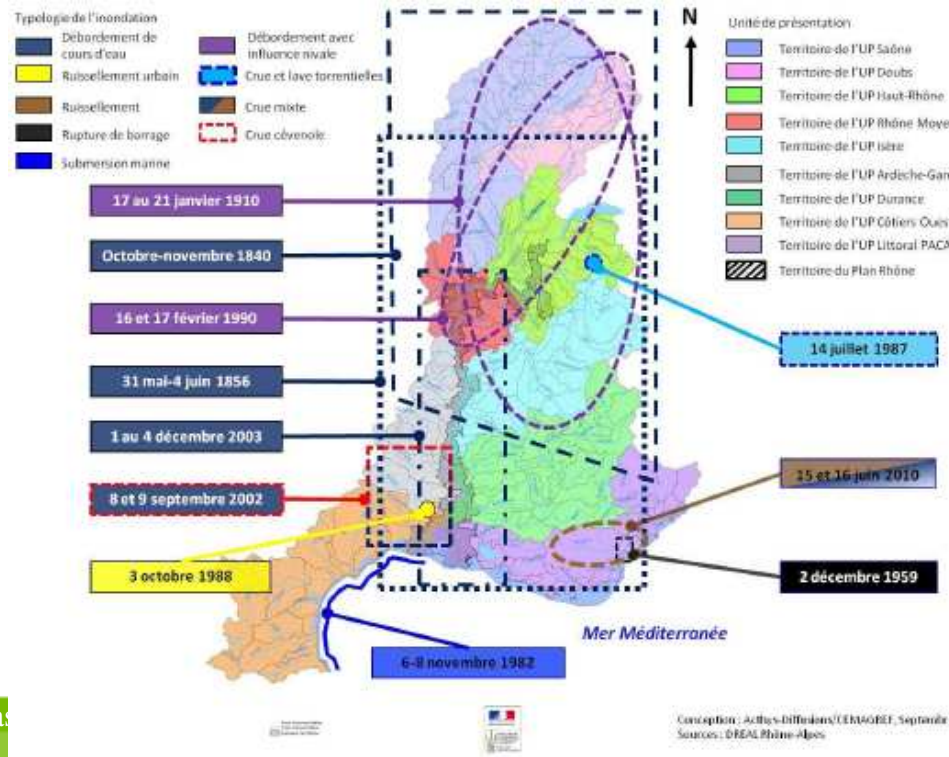 Typologie de l'inondation
Débordement de
cours d'eau
Ruissellement urbain
Ruissellement
Rupture de barrage
Submersion marine
Débordement avec
influence nivale
Crue et lave torrentielles
Crue mixte
Crue cévenole
N
Unité de présentation
Territoire de l'UP Saône
Territoire de l'UP Doubs
Territoire de l'UP Haut-Rhône
Territoire de l'UP Rhône Moye
Territoire de l'UP Isère
Territoire de l'UP Ardèche-Gar
Territoire de l'UP Durance
Territoire de l'UP Côtiers Oues
Territoire de l'UP Littoral PACA
Territoire du Plan Rhône
17 au 21 janvier 1910
Octobre-novembre 1840
16 et 17 février 1990
31 mai-4 juin 1856
1 au 4 décembre 2003
8 et 9 septembre 2002
3 octobre 1988
6-8 novembre 1982
14 juillet 1987
15 et 16 juin 2010
2 décembre 1959
Mer Méditerranée
Conception : Acthys-Diffusions/CEMAGREF, Septembr
Sources : DREAL Rhône-Alpes